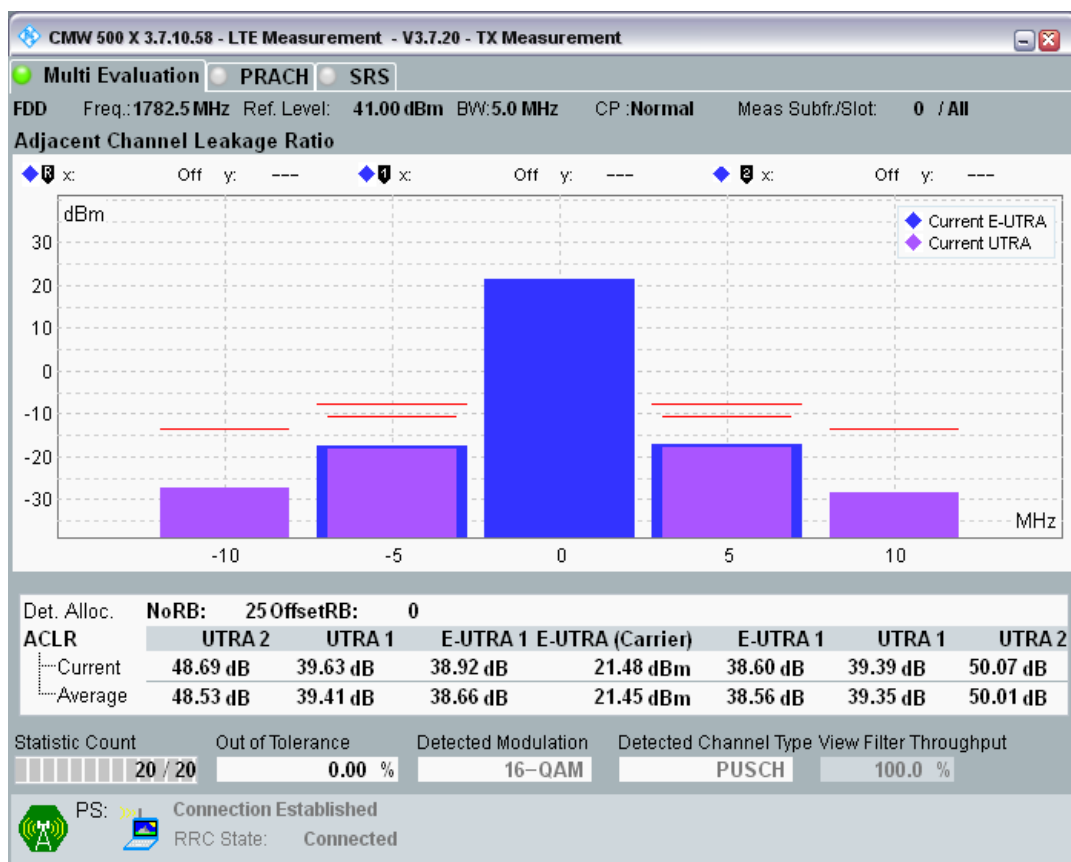 CMW 500 X 3.7.10.58 - LTE Measurement - V3.7.20 - TX Measurement
Multi Evaluation PRACH SRS
FDD Freq.:1782.5 MHz Ref. Level: 41.00 dBm BW:5.0 MHz CP :Normal Meas Subfr./Slot: 0 / All
Adjacent Channel Leakage Ratio
R x: Off y: --- 1 x: Off y: --- 2 x: Off y: ---
dBm
Current E-UTRA
Current UTRA
30
20
10
0
-10
-20
-30
MHz
-10 -5 0 5 10
Det. Alloc. NoRB: 25 OffsetRB: 0
ACLR UTRA 2 UTRA 1 E-UTRA 1 E-UTRA (Carrier) E-UTRA 1 UTRA 1 UTRA 2
Current 48.69 dB 39.63 dB 38.92 dB 21.48 dBm 38.60 dB 39.39 dB 50.07 dB
Average 48.53 dB 39.41 dB 38.66 dB 21.45 dBm 38.56 dB 39.35 dB 50.01 dB
Statistic Count Out of Tolerance Detected Modulation Detected Channel Type View Filter Throughput
20 / 20 0.00 % 16-QAM PUSCH 100.0 %
PS: Connection Established
RRC State: Connected